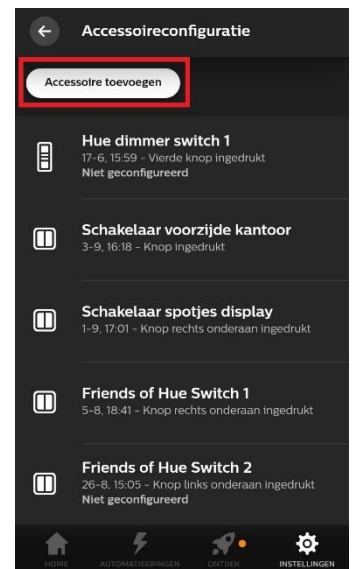 Accessoireconfiguratie
Accessoire toevoegen
Hue dimmer switch 1
17-6, 15:59 - Vierde knop ingedrukt
Niet geconfigureerd
Schakelaar voorzijde kantoor
3-9, 16:18 - Knop ingedrukt
Schakelaar spotjes display
1-9, 17:01 - Knop rechts onderaan ingedrukt
Friends of Hue Switch 1
5-8, 18:41 - Knop rechts onderaan ingedrukt
Friends of Hue Switch 2
26-8, 15:05 - Knop links onderaan ingedrukt
Niet geconfigureerd
HOME AUTOMATISERINGEN ONTDEK INSTELLINGEN